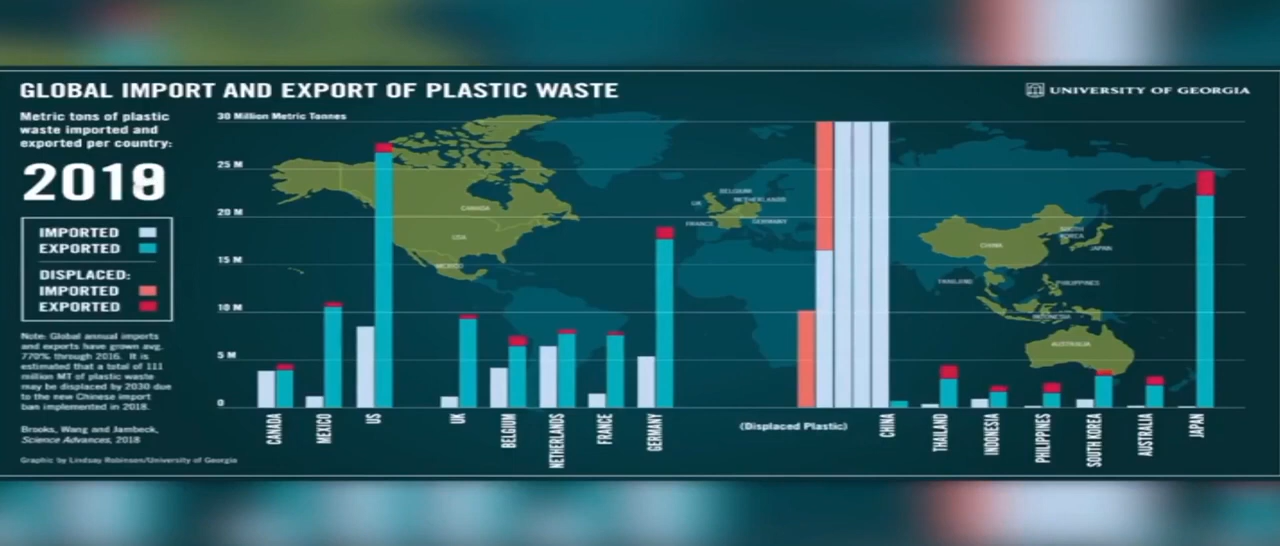 GLOBAL IMPORT AND EXPORT OF PLASTIC WASTE
UNIVERSITY OF GEORGIA
Metric tons of plastic
waste imported and
exported per country:
2018
IMPORTED
EXPORTED
DISPLACED:
IMPORTED
EXPORTED
Note: Global annual imports
and exports have grown avg.
770% through 2016. It is
estimated that a total of 111
million MT of plastic waste
may be displaced by 2030 due
to the new Chinese import
ban implemented in 2018.
Brooks, Wang and Jambeck,
Science Advances, 2018
Graphic by Lindsay Robinson/University of Georgia
30 Million Metric Tonnes
25 M
20 M
15 M
10 M
5 M
0
CANADA
USA
MEXICO
UK
BELGIUM
NETHERLANDS
FRANCE
GERMANY
CHINA
SOUTH
KOREA
JAPAN
THAILAND
PHILIPPINES
INDONESIA
AUSTRALIA
CANADA
MEXICO
US
UK
BELGIUM
NETHERLANDS
FRANCE
GERMANY
(Displaced Plastic)
CHINA
THAILAND
INDONESIA
PHILIPPINES
SOUTH KOREA
AUSTRALIA
JAPAN